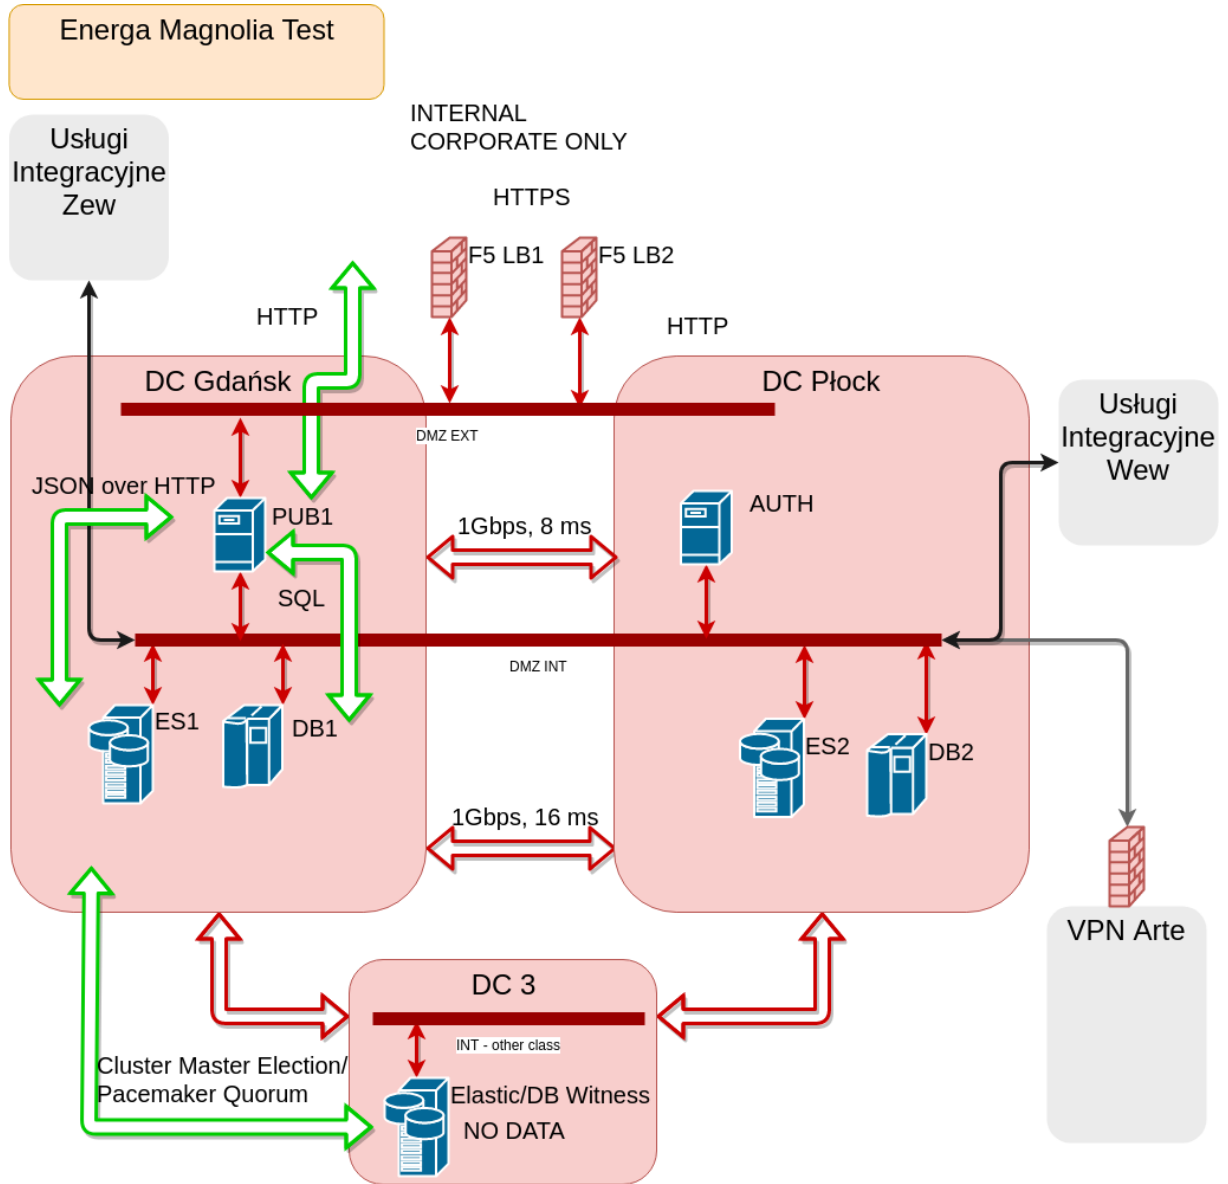 Energa Magnolia Test
Usługi
Integracyjne
Zew
INTERNAL
CORPORATE ONLY
HTTPS
F5 LB1
F5 LB2
HTTP
HTTP
DC Gdańsk
DC Płock
Usługi
Integracyjne
Wew
DMZ EXT
JSON over HTTP
PUB1
AUTH
1Gbps, 8 ms
SQL
DMZ INT
ES1
DB1
ES2
DB2
1Gbps, 16 ms
VPN Arte
DC 3
INT - other class
Cluster Master Election/
Pacemaker Quorum
Elastic/DB Witness
NO DATA